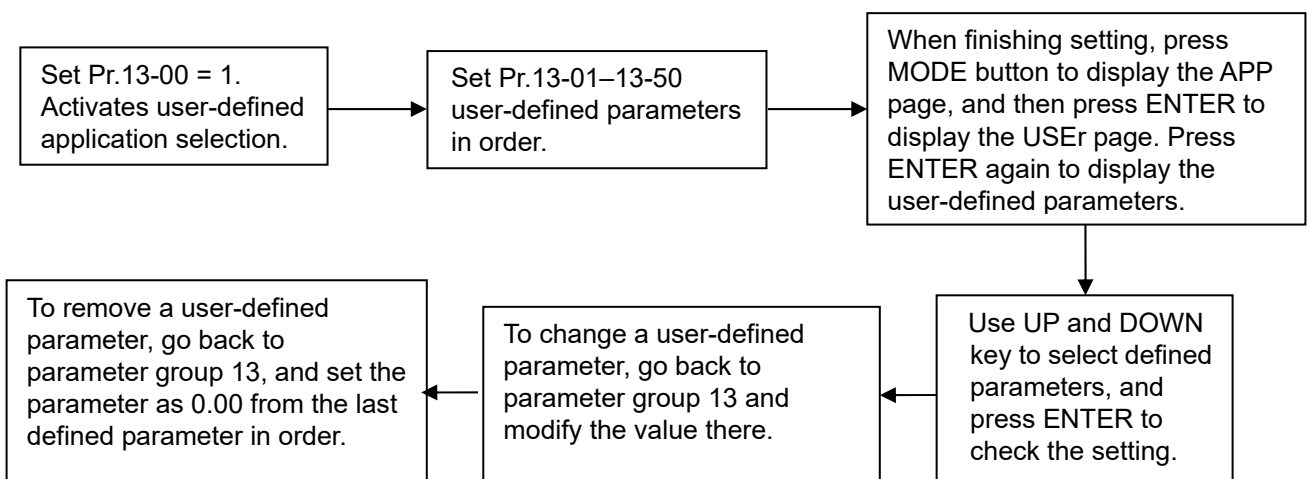 Set Pr.13-00 = 1.
Activates user-defined
application selection.
Set Pr.13-01–13-50
user-defined parameters
in order.
When finishing setting, press
MODE button to display the APP
page, and then press ENTER to
display the USEr page. Press
ENTER again to display the
user-defined parameters.
Use UP and DOWN
key to select defined
parameters, and
press ENTER to
check the setting.
To change a user-defined
parameter, go back to
parameter group 13 and
modify the value there.
To remove a user-defined
parameter, go back to
parameter group 13, and set the
parameter as 0.00 from the last
defined parameter in order.